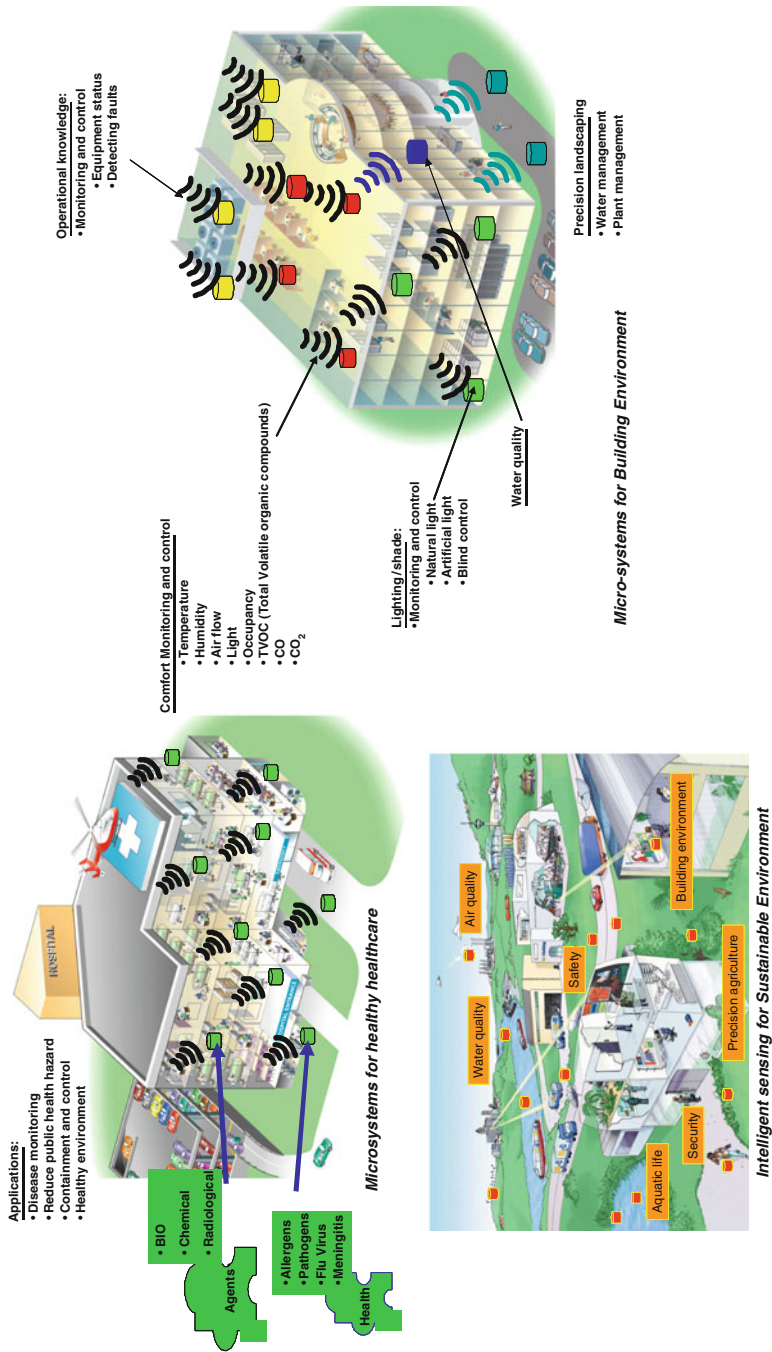 Applications:
• Disease monitoring
• Reduce public health hazard
• Containment and control
• Healthy environment
HOSPITAL
• BIO
• Chemical
• Radiological
Agents
• Allergens
• Pathogens
• Flu Virus
• Meningitis
Health
HOSPITAL ENTRANCE
Microsystems for healthy healthcare
Comfort Monitoring and control
• Temperature
• Humidity
• Air flow
• Light
• Occupancy
• TVOC (Total Volatile organic compounds)
• CO
• CO2
Operational knowledge:
• Monitoring and control
• Equipment status
• Detecting faults
Lighting/shade:
• Monitoring and control
• Natural light
• Artificial light
• Blind control
Water quality
Precision landscaping
• Water management
• Plant management
Micro-systems for Building Environment
Air quality
Water quality
Safety
Building environment
Aquatic life
Security
Precision agriculture
Intelligent sensing for Sustainable Environment